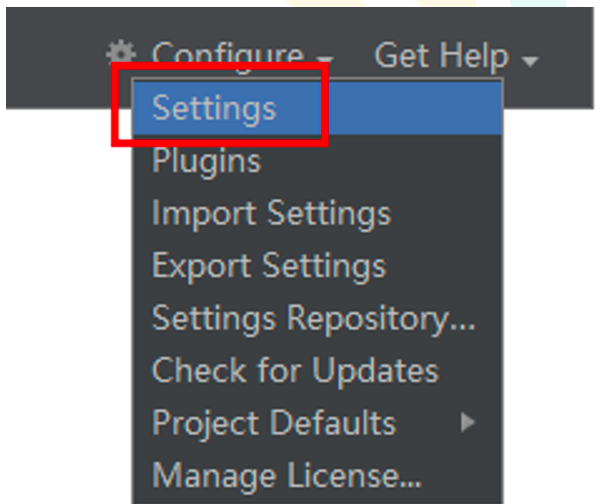 Configure Get Help
Settings
Plugins
Import Settings
Export Settings
Settings Repository...
Check for Updates
Project Defaults
Manage License...